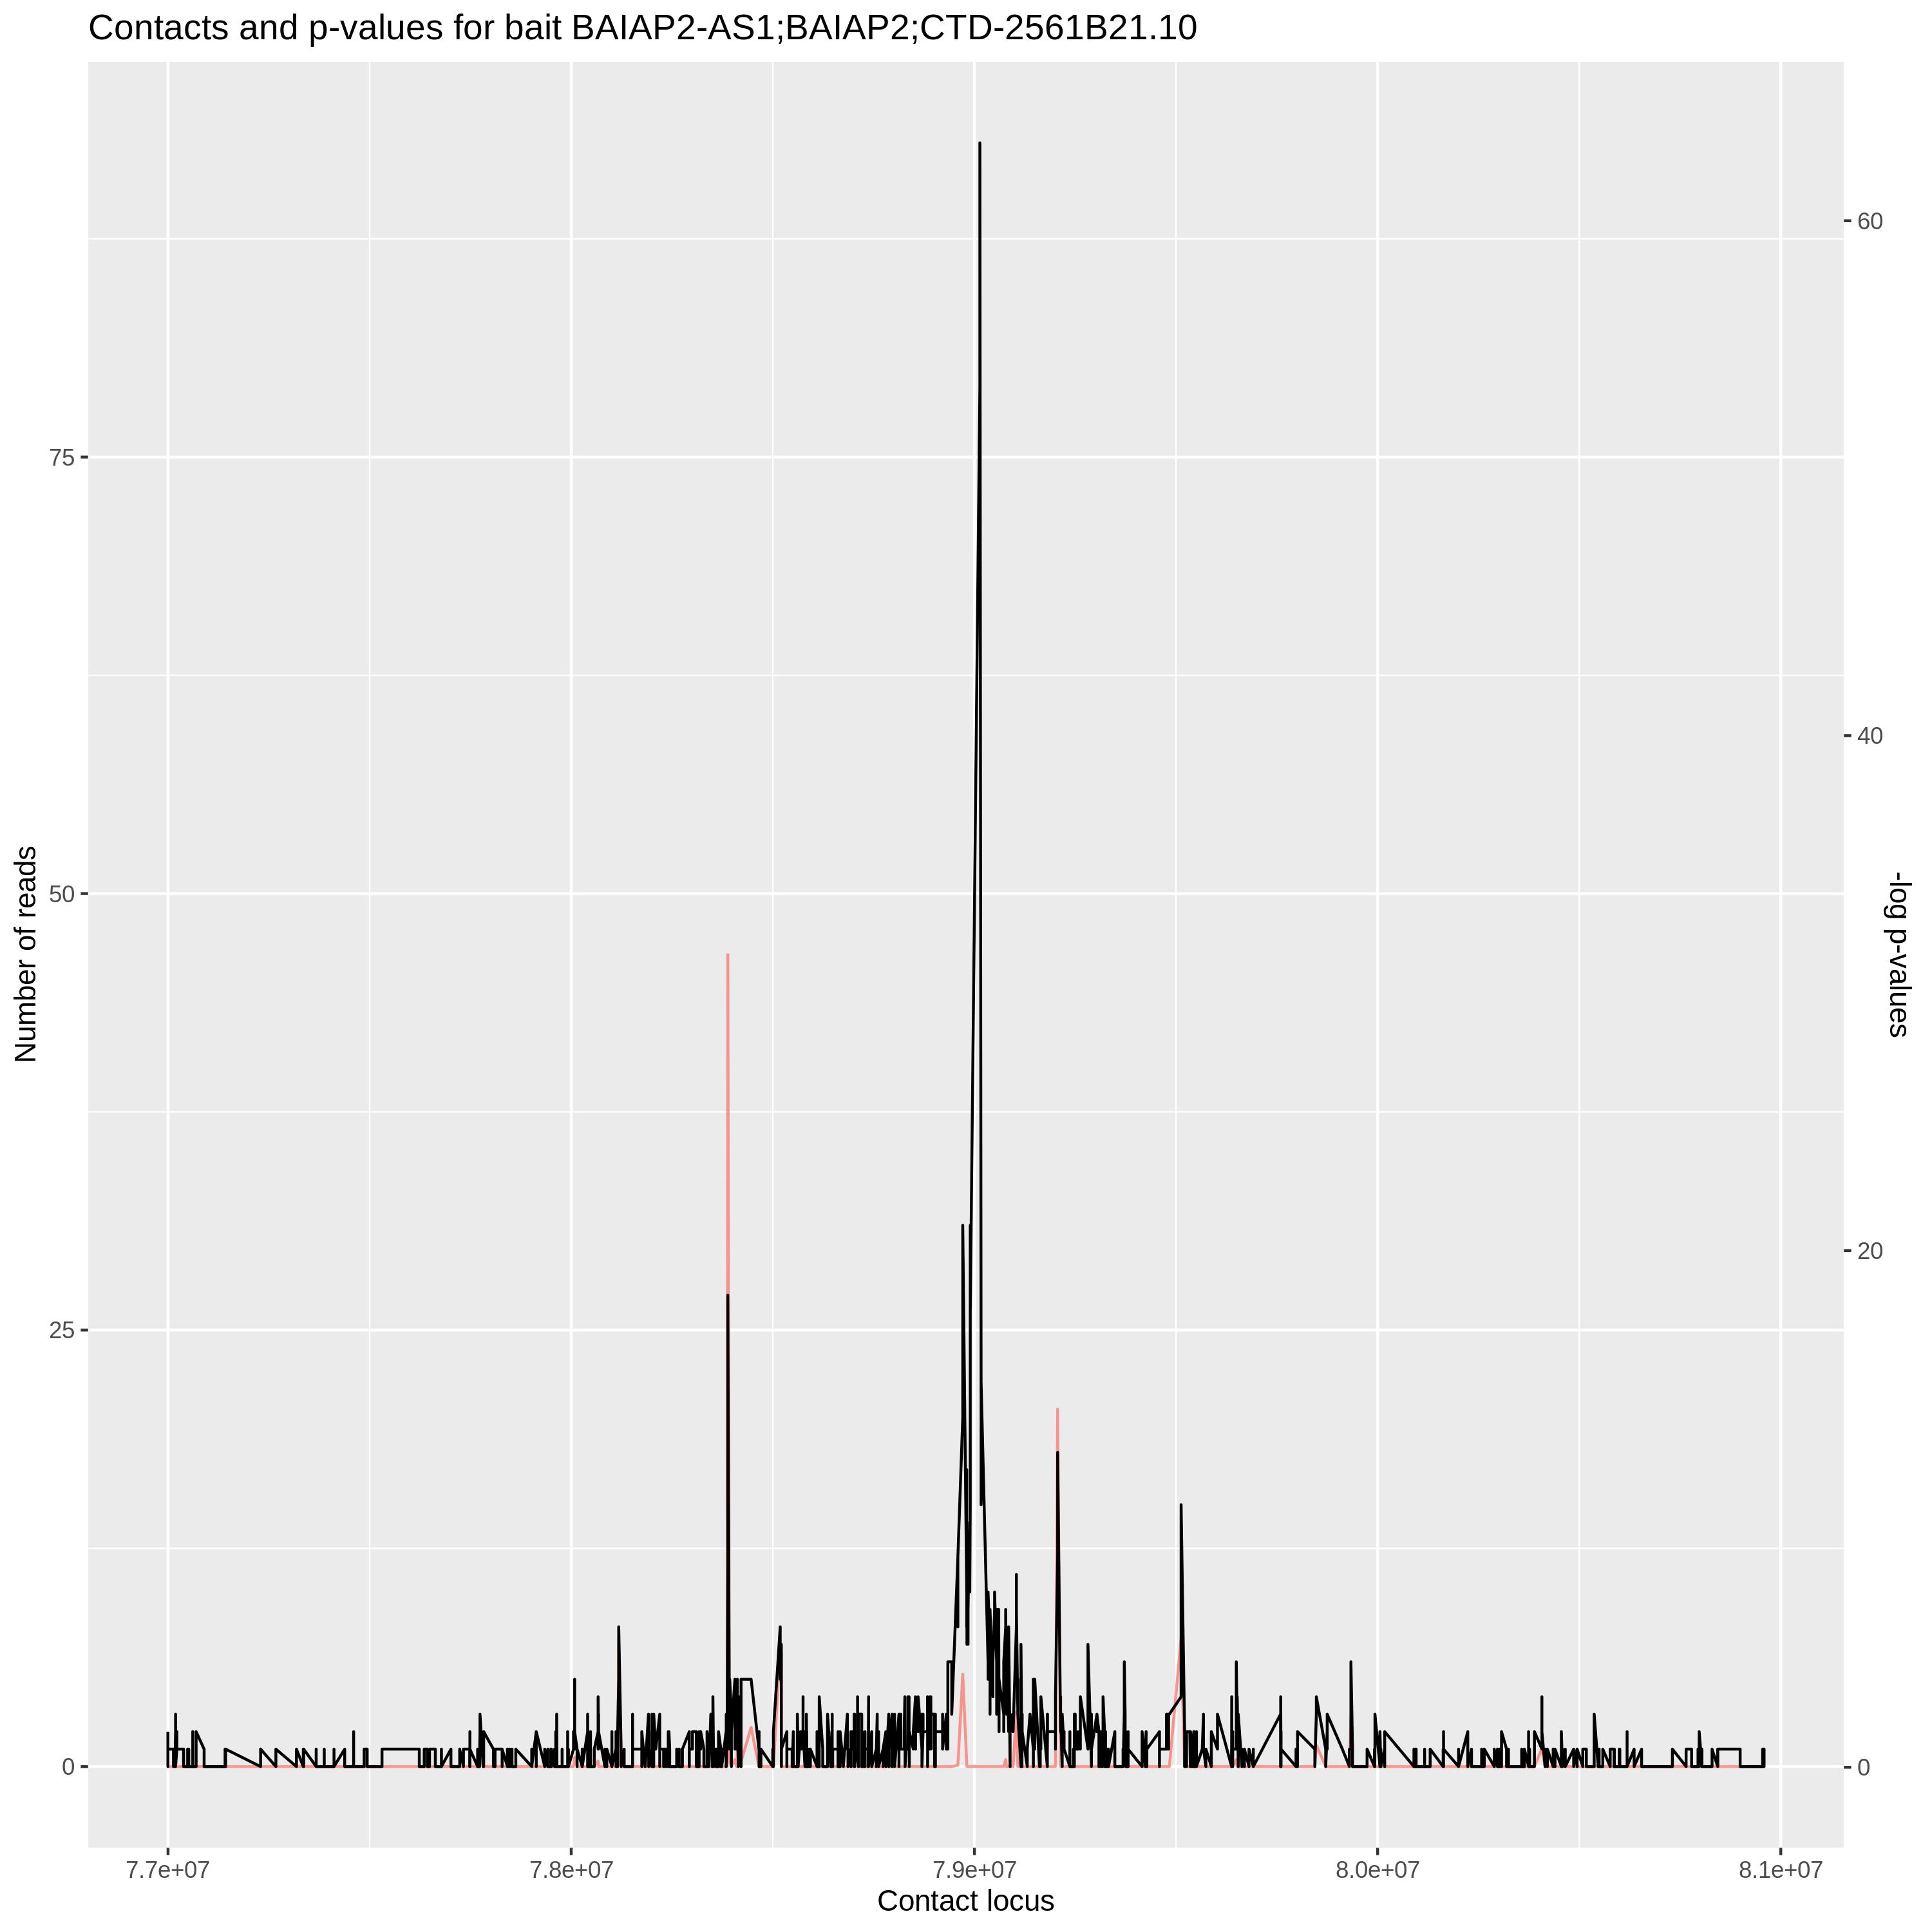 Contacts and p-values for bait BAIAP2-AS1;BAIAP2;CTD-2561B21.10
Number of reads
75
50
25
0
60
40
20
0
-log p-values
7.7e+07
7.8e+07
7.9e+07
8.0e+07
8.1e+07
Contact locus